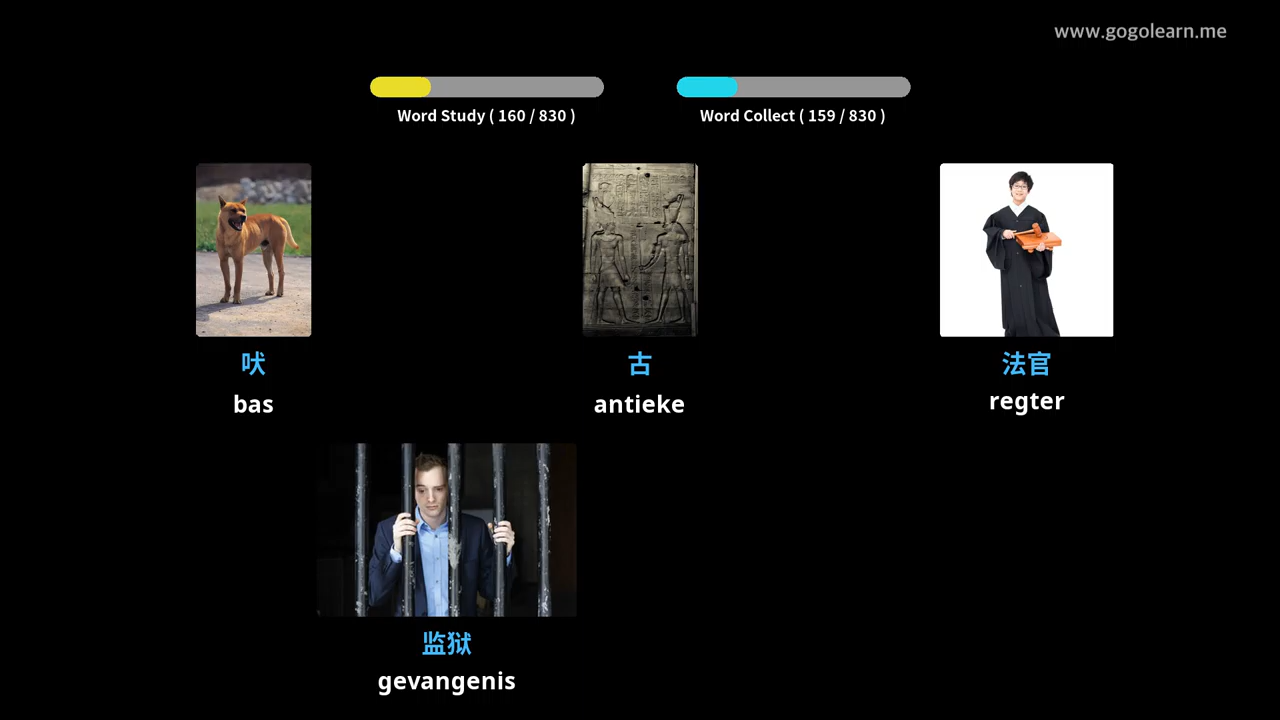 www.gogolearn.me
Word Study ( 160 / 830 )
Word Collect ( 159 / 830 )
吠
古
法官
bas
antieke
regter
监狱
gevangenis